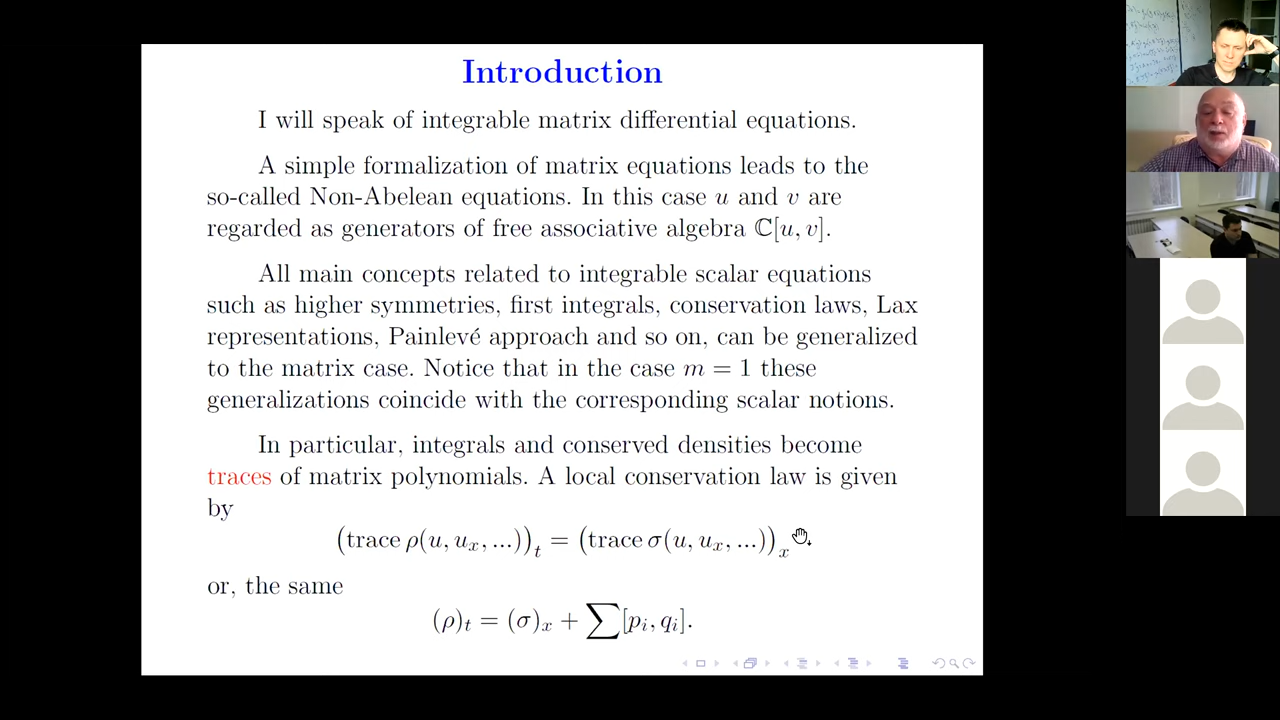 Introduction
I will speak of integrable matrix differential equations.
A simple formalization of matrix equations leads to the
so-called Non-Abelean equations. In this case u and v are
regarded as generators of free associative algebra ℂ[u, v].
All main concepts related to integrable scalar equations
such as higher symmetries, first integrals, conservation laws, Lax
representations, Painlevé approach and so on, can be generalized
to the matrix case. Notice that in the case m = 1 these
generalizations coincide with the corresponding scalar notions.
In particular, integrals and conserved densities become
traces of matrix polynomials. A local conservation law is given
by
(trace ρ(u, u_x, ...))_t = (trace σ(u, u_x, ...))_x
or, the same
(ρ)_t = (σ)_x + ∑[p_i, q_i].